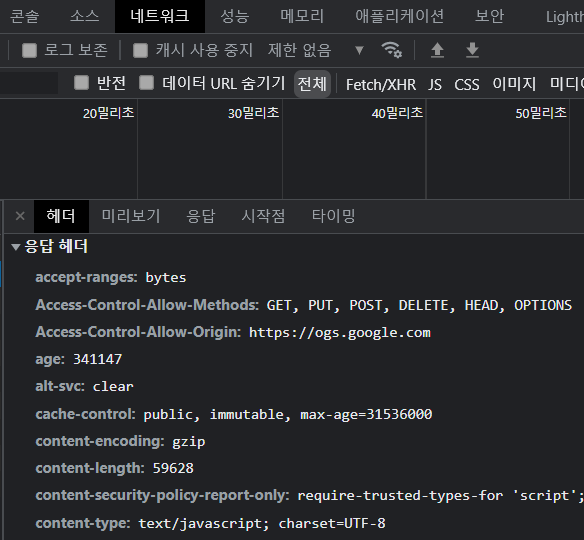 콘솔 소스 네트워크 성능 메모리 애플리케이션 보안 Lighth
로그 보존 캐시 사용 중지 제한 없음
반전 데이터 URL 숨기기 전체 Fetch/XHR JS CSS 이미지 미디어
20밀리초 30밀리초 40밀리초 50밀리초
헤더 미리보기 응답 시작점 타이밍
응답 헤더
accept-ranges: bytes
Access-Control-Allow-Methods: GET, PUT, POST, DELETE, HEAD, OPTIONS
Access-Control-Allow-Origin: https://ogs.google.com
age: 341147
alt-svc: clear
cache-control: public, immutable, max-age=31536000
content-encoding: gzip
content-length: 59628
content-security-policy-report-only: require-trusted-types-for 'script';
content-type: text/javascript; charset=UTF-8